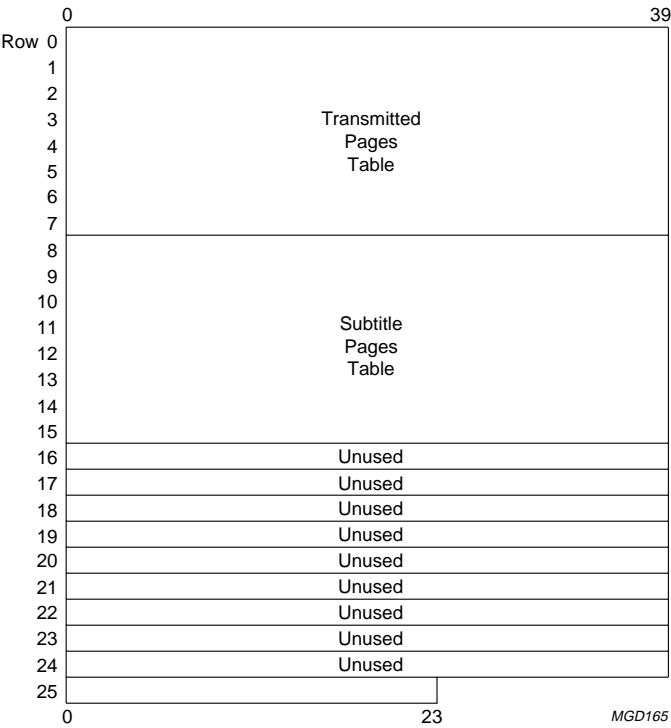 0 39
Row 0
1
2
3
4
5
6
7
8
9
10
11
12
13
14
15
16
17
18
19
20
21
22
23
24
25
Transmitted
Pages
Table
Subtitle
Pages
Table
Unused
Unused
Unused
Unused
Unused
Unused
Unused
Unused
Unused
0 23
MGD165